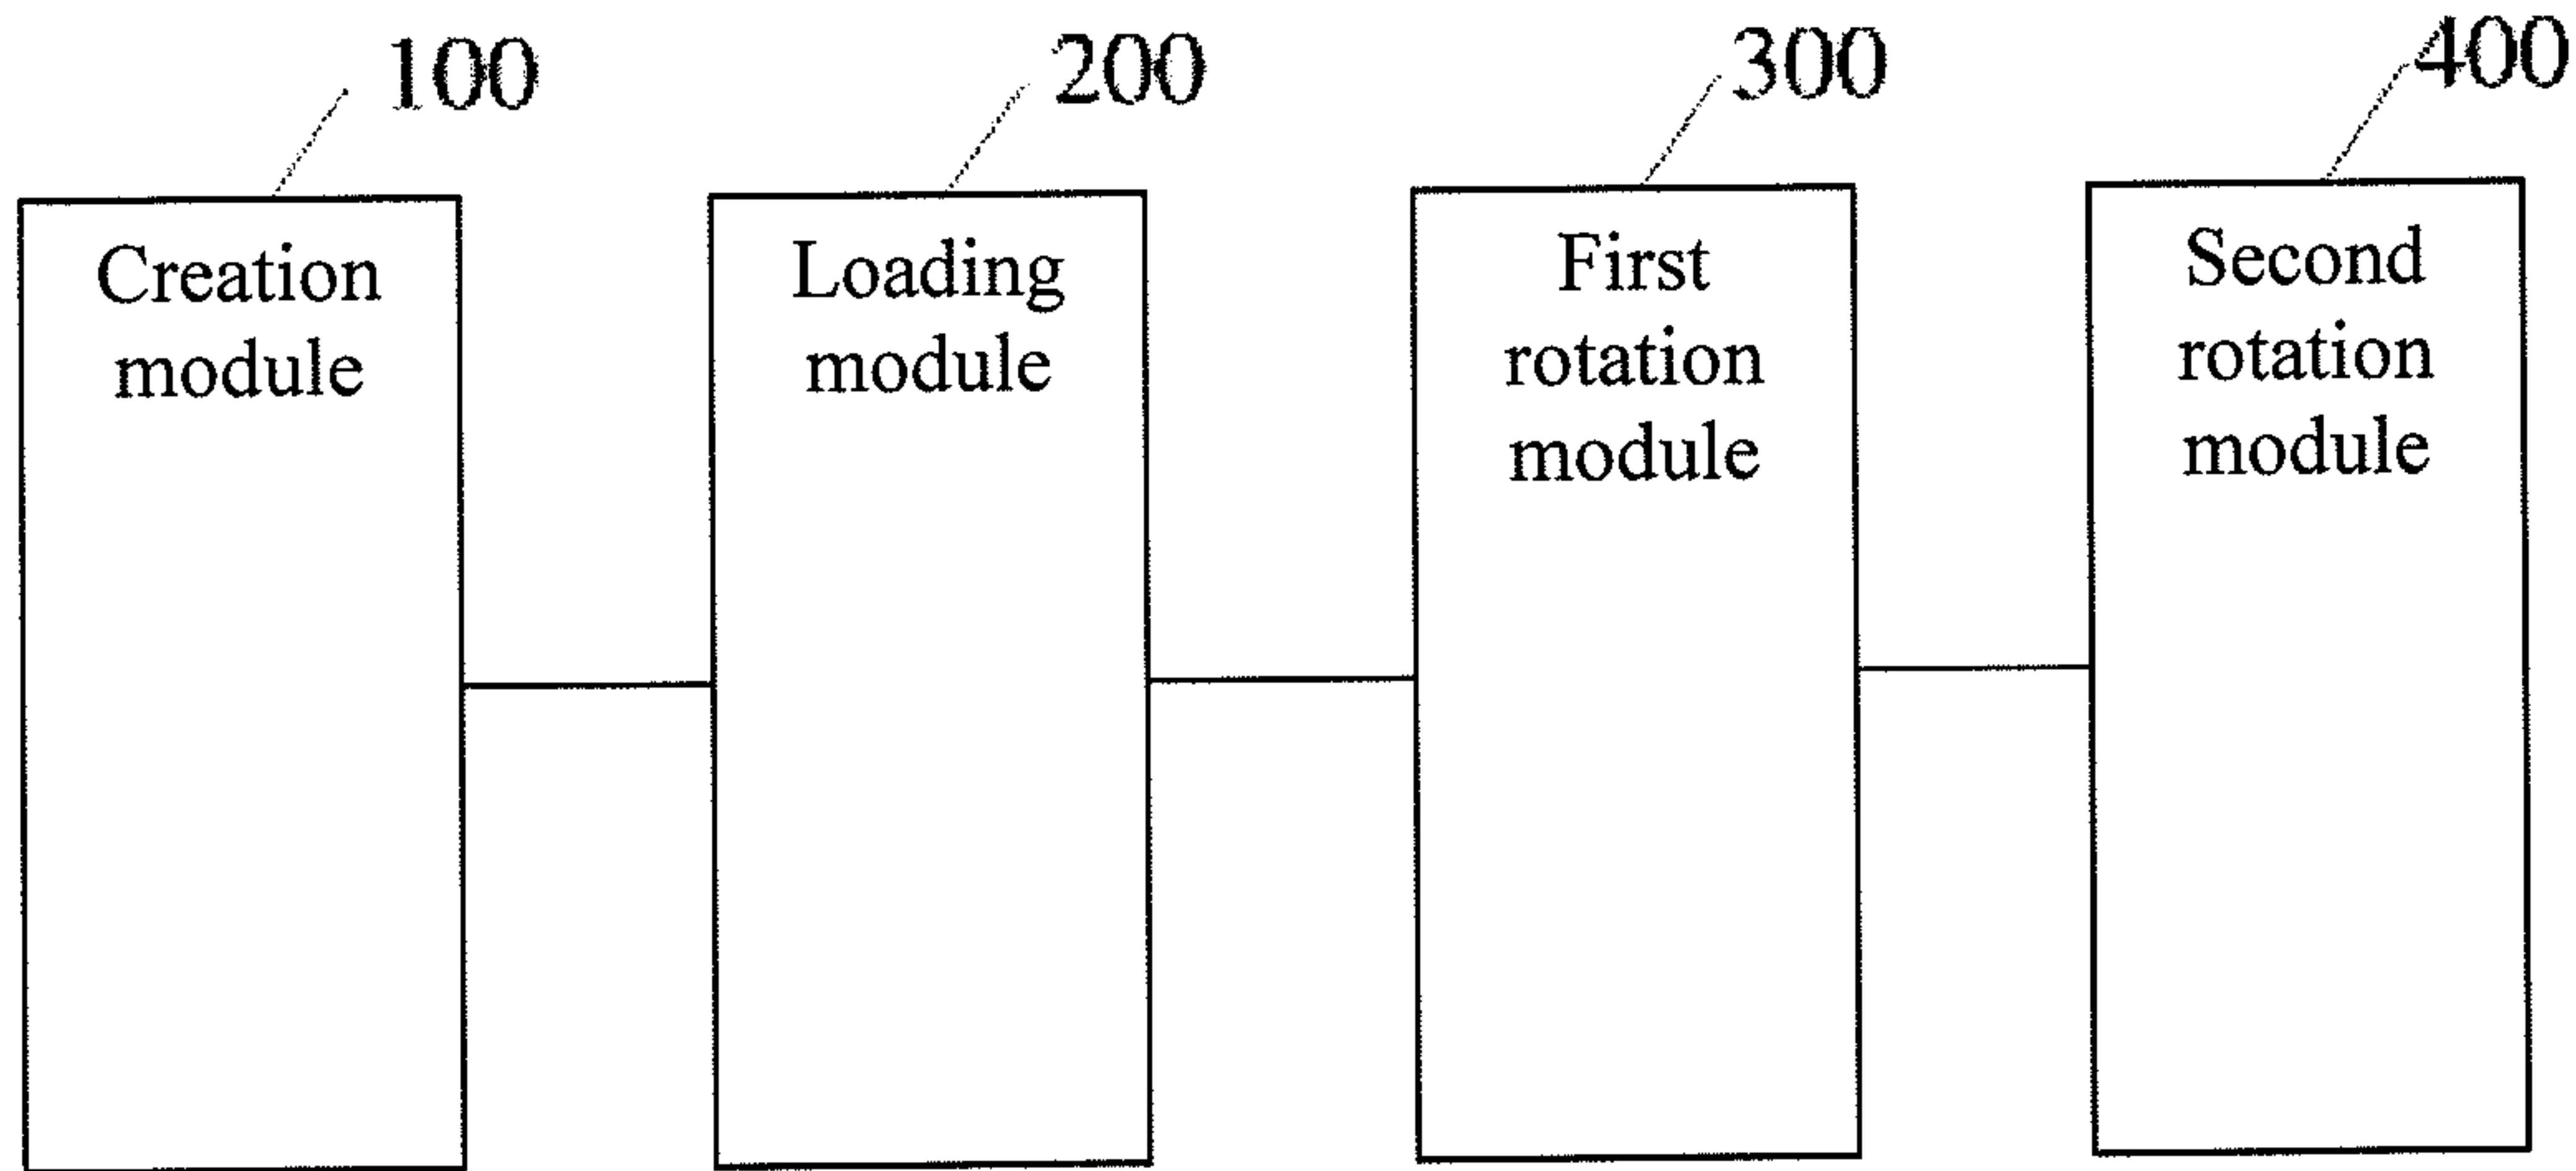 100
200
300
400
Creation
module
Loading
module
First
rotation
module
Second
rotation
module